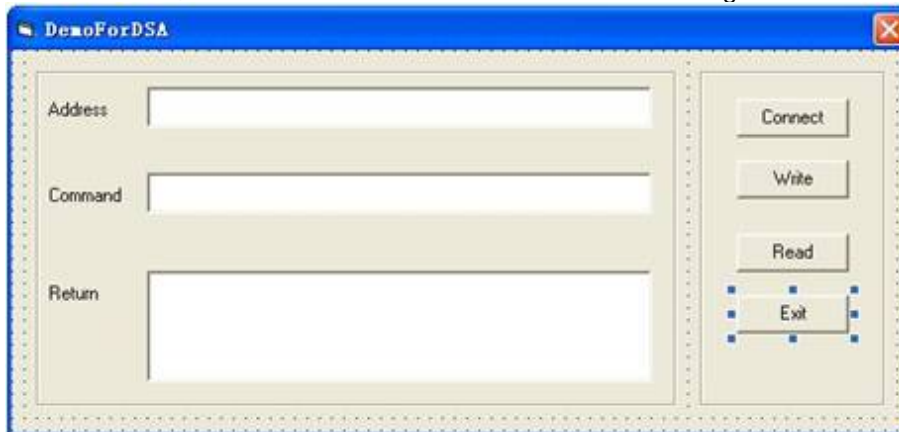 DemoForDSA
Address
Connect
Write
Command
Read
Return
Exit